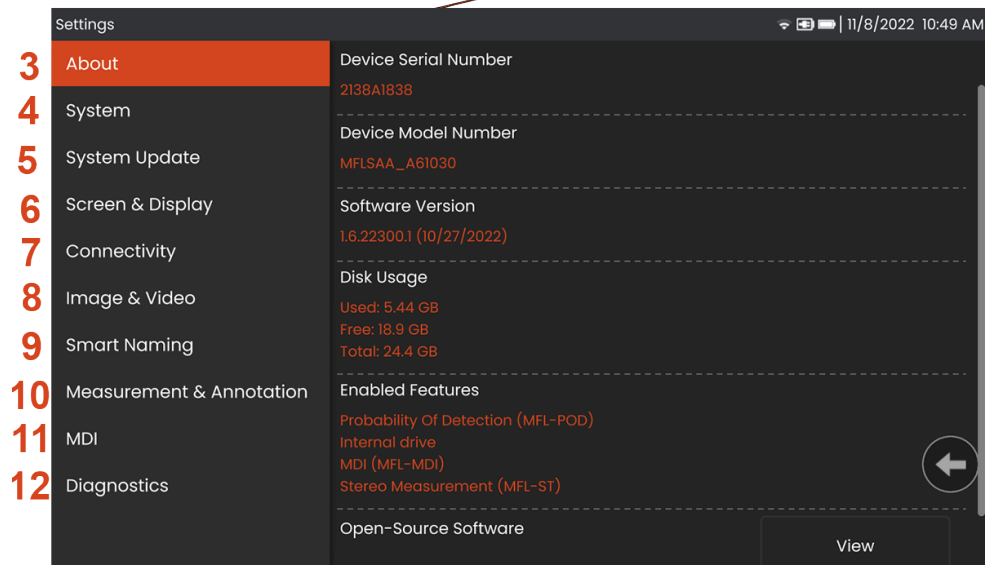 Settings
11/8/2022 10:49 AM
3 About
4 System
5 System Update
6 Screen & Display
7 Connectivity
8 Image & Video
9 Smart Naming
10 Measurement & Annotation
11 MDI
12 Diagnostics
Device Serial Number
2138A1838
Device Model Number
MFLSAA_A61030
Software Version
1.6.22300.1 (10/27/2022)
Disk Usage
Used: 5.44 GB
Free: 18.9 GB
Total: 24.4 GB
Enabled Features
Probability Of Detection (MFL-POD)
Internal drive
MDI (MFL-MDI)
Stereo Measurement (MFL-ST)
Open-Source Software
View